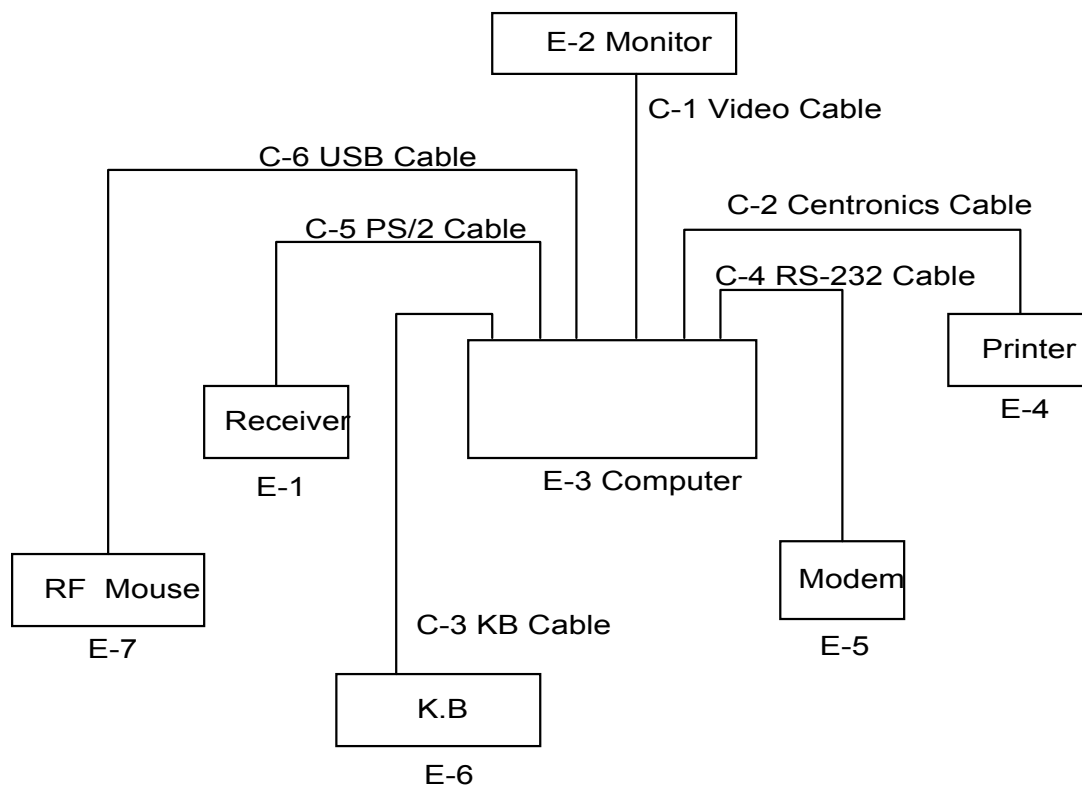 E-2 Monitor
C-1 Video Cable
C-6 USB Cable
C-2 Centronics Cable
C-5 PS/2 Cable
C-4 RS-232 Cable
Printer
E-4
Receiver
E-1
E-3 Computer
RF  Mouse
E-7
Modem
E-5
C-3 KB Cable
K.B
E-6